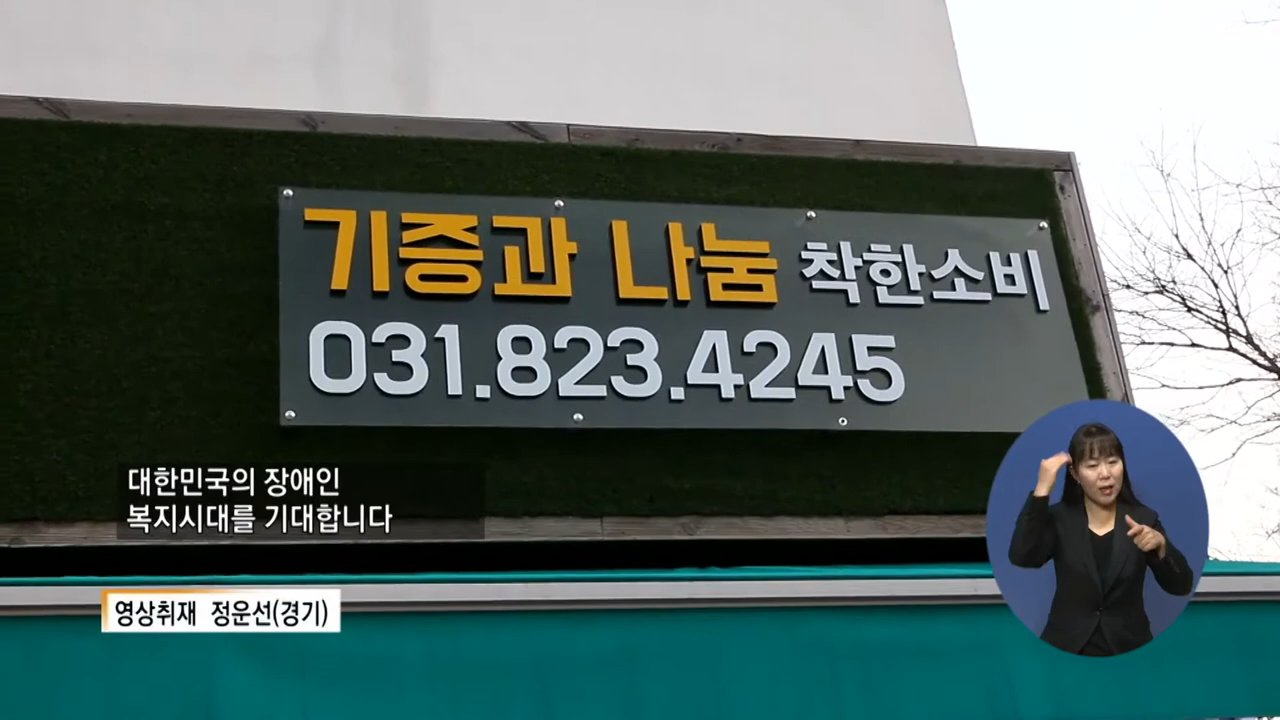 기증과 나눔 착한소비
031.823.4245
대한민국의 장애인
복지시대를 기대합니다
영상취재 정운선(경기)